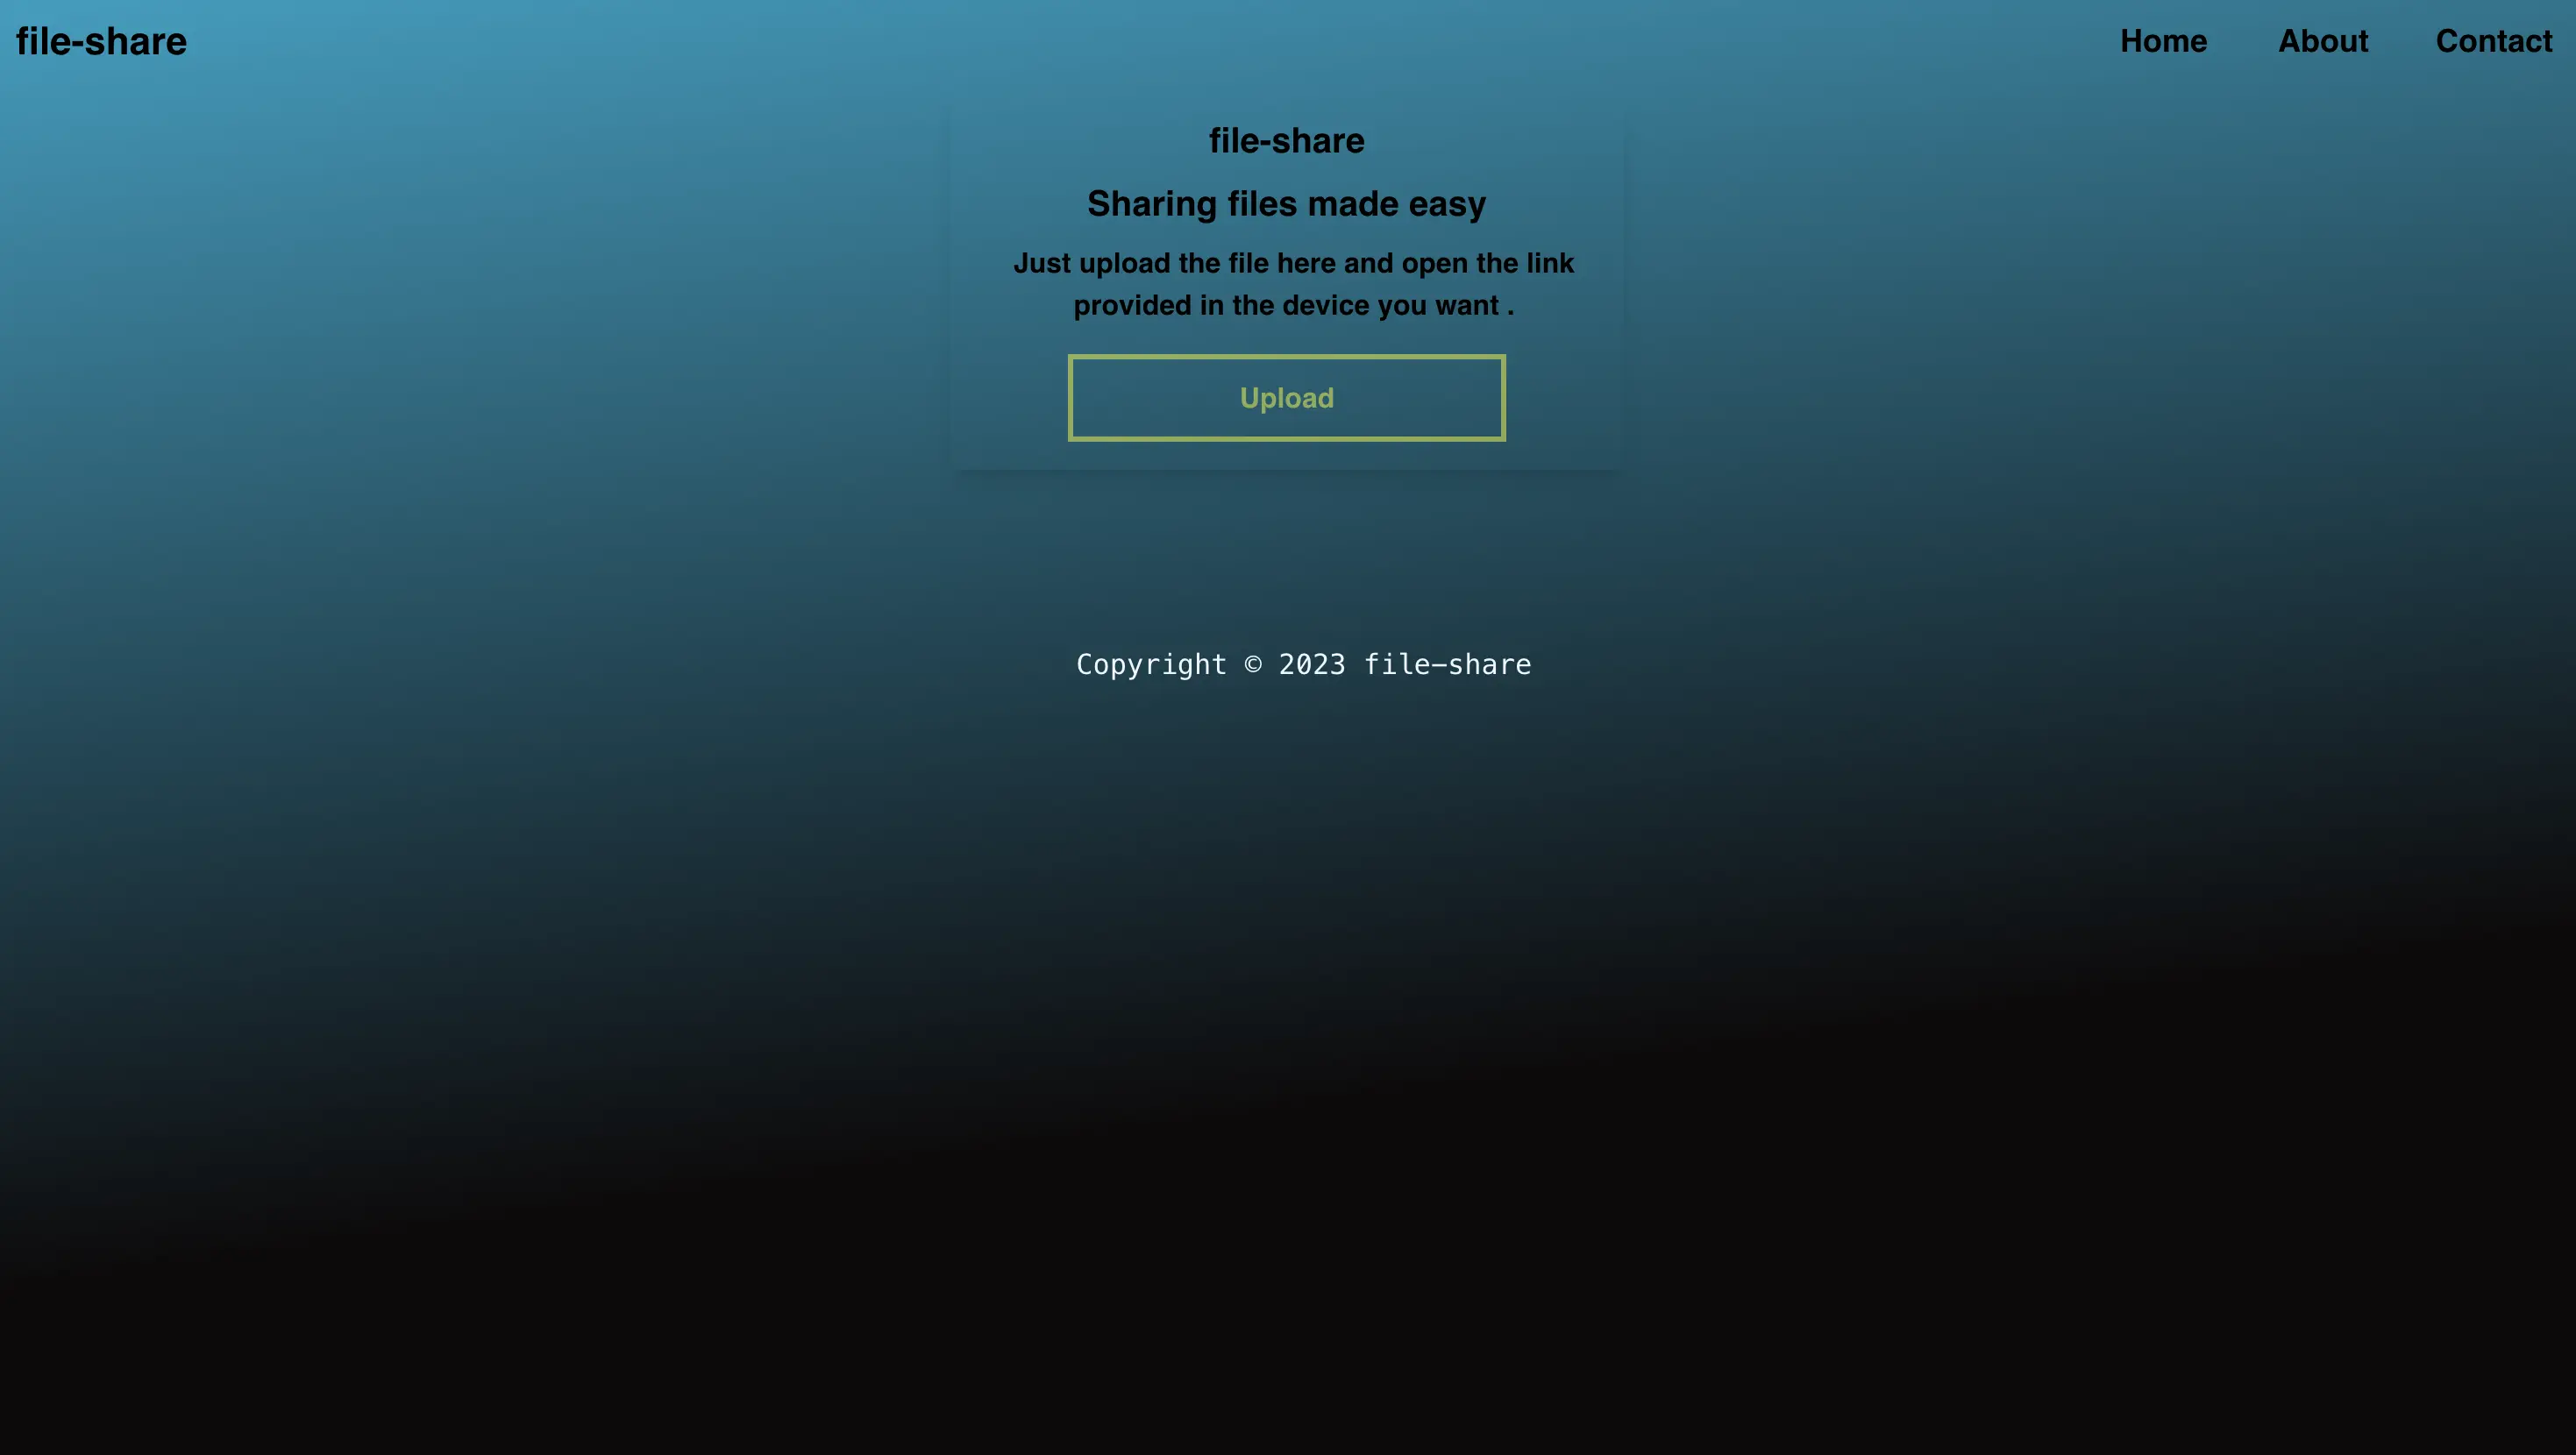 file-share
Home About Contact
file-share
Sharing files made easy
Just upload the file here and open the link
provided in the device you want .
Upload
Copyright © 2023 file-share